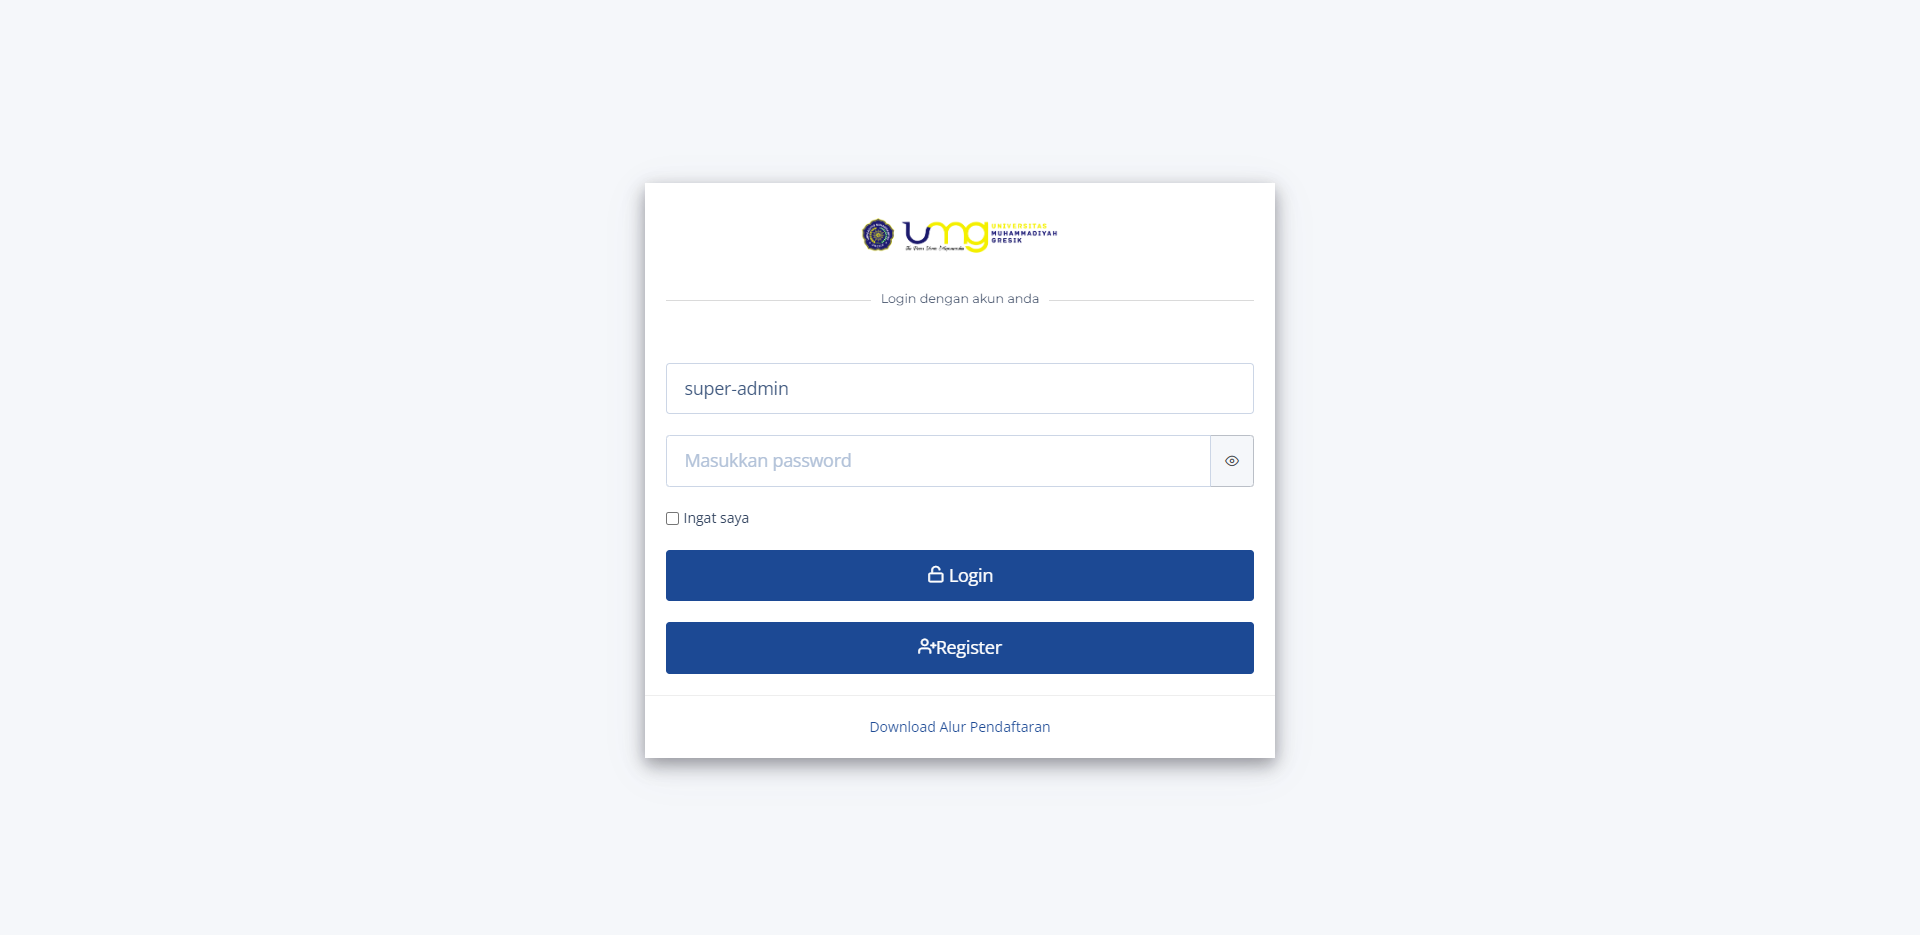 umg
UNIVERSITAS
MUHAMMADIYAH
GRESIK
Login dengan akun anda
super-admin
Masukkan password
Ingat saya
Login
Register
Download Alur Pendaftaran